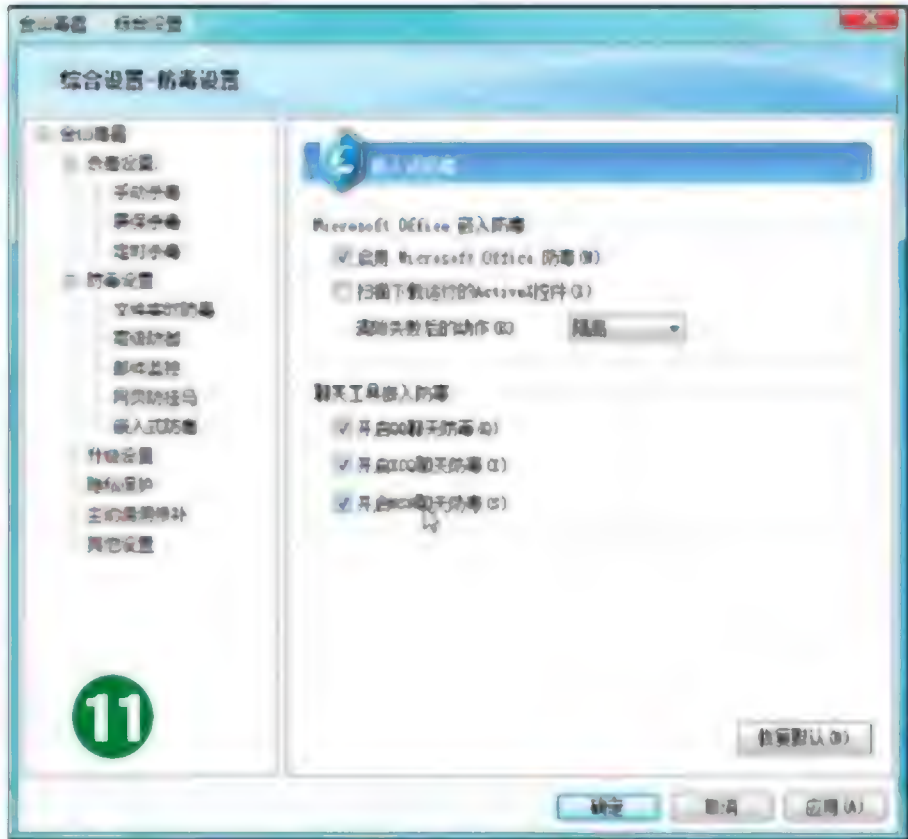 金山毒霸 综合设置
综合设置-防毒设置
金山毒霸
杀毒设置
手动杀毒
屏保杀毒
定时杀毒
防毒设置
文件实时防毒
高级防御
邮件监控
网页防挂马
嵌入式防毒
升级设置
隐私保护
主动漏洞修补
其他设置
嵌入式防毒
Microsoft Office 嵌入防毒
启用 Microsoft Office 防毒(M)
扫描下载运行的ActiveX控件(X)
清除失败后的动作(B) 隔离
聊天工具嵌入防毒
开启QQ聊天防毒(Q)
开启ICQ聊天防毒(I)
开启MSN聊天防毒(S)
11
恢复默认(D)
确定 取消 应用(A)